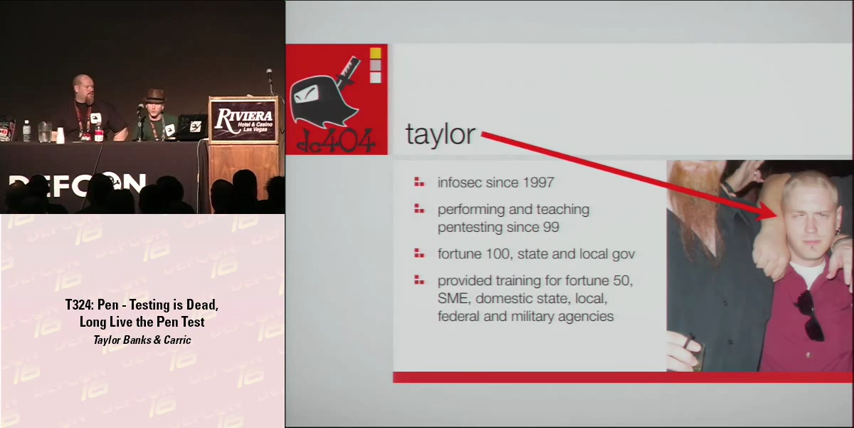 RIVIERA
Hotel & Casino
Las Vegas
DEFCON
T324: Pen - Testing is Dead,
Long Live the Pen Test
Taylor Banks & Carric
dc404
taylor
infosec since 1997
performing and teaching
pentesting since 99
fortune 100, state and local gov
provided training for fortune 50,
SME, domestic state, local,
federal and military agencies